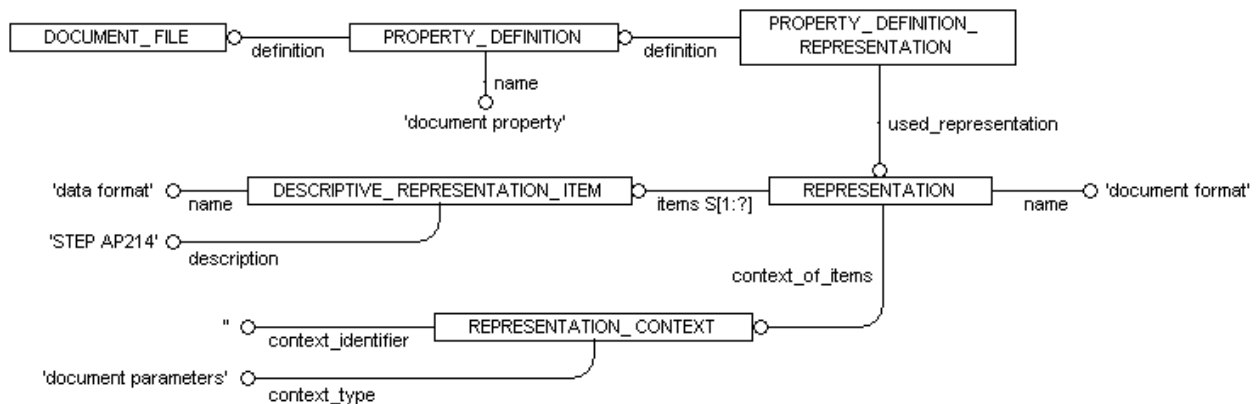 PROPERTY_DEFINITION_
REPRESENTATION
DOCUMENT_FILE
definition
PROPERTY_DEFINITION
definition
name
'document property'
used_representation
'data format'
name
DESCRIPTIVE_REPRESENTATION_ITEM
items S[1:?]
REPRESENTATION
name
'document format'
'STEP AP214'
description
context_of_items
''
context_identifier
REPRESENTATION_CONTEXT
'document parameters'
context_type